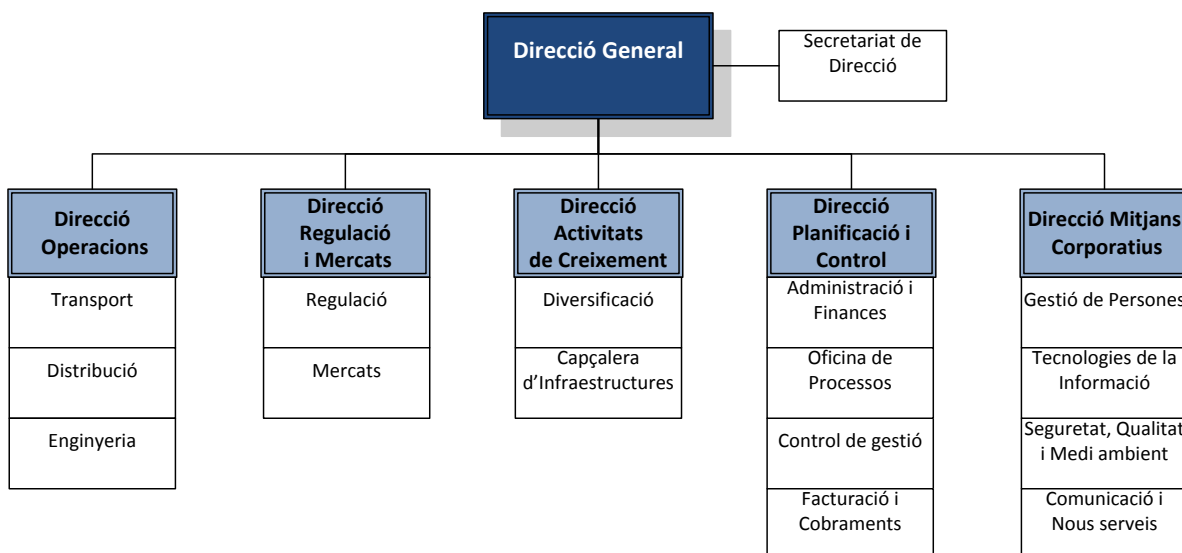 Direcció General
Secretariat de
Direcció
Direcció
Operacions
Transport
Distribució
Enginyeria
Direcció
Regulació
i Mercats
Regulació
Mercats
Direcció
Activitats
de Creixement
Diversificació
Capçalera
d’Infraestructures
Direcció
Planificació i
Control
Administració i
Finances
Oficina de
Processos
Control de gestió
Facturació i
Cobraments
Direcció Mitjans
Corporatius
Gestió de Persones
Tecnologies de la
Informació
Seguretat, Qualitat
i Medi ambient
Comunicació i
Nous serveis